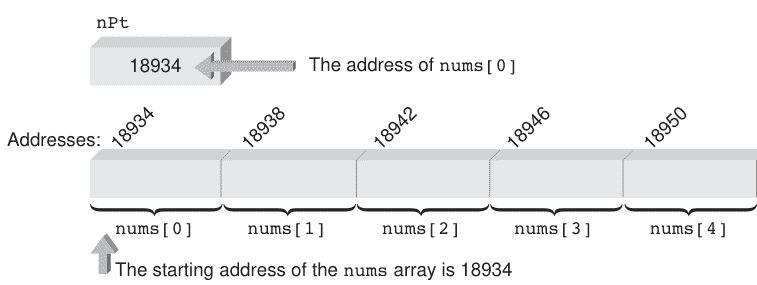 nPt
18934
The address of nums[0]
Addresses: 18934 18938 18942 18946 18950
nums[0] nums[1] nums[2] nums[3] nums[4]
The starting address of the nums array is 18934